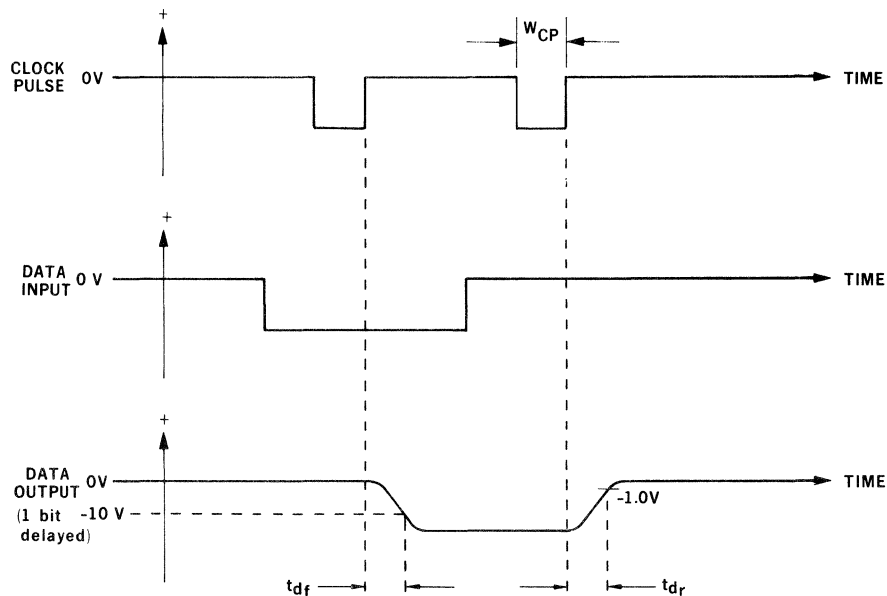 +
W_CP
CLOCK
PULSE
0V
TIME
+
DATA
INPUT
0 V
TIME
+
DATA
OUTPUT
(1 bit
delayed)
0V
-10 V
TIME
-1.0V
t_df
t_dr